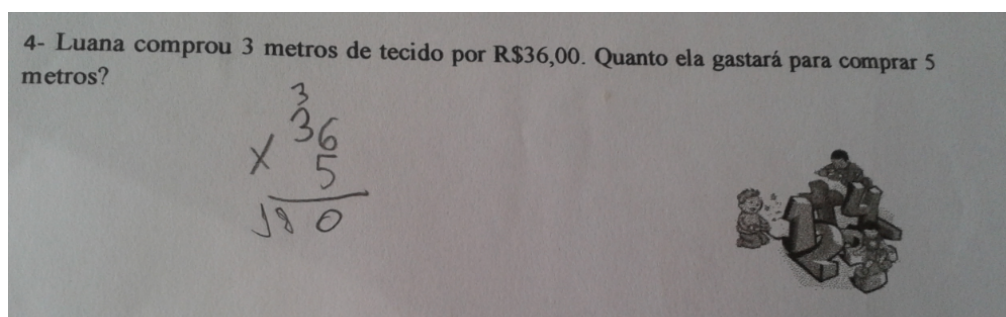 4- Luana comprou 3 metros de tecido por R$36,00. Quanto ela gastará para comprar 5
metros?
3
36
x 5
180